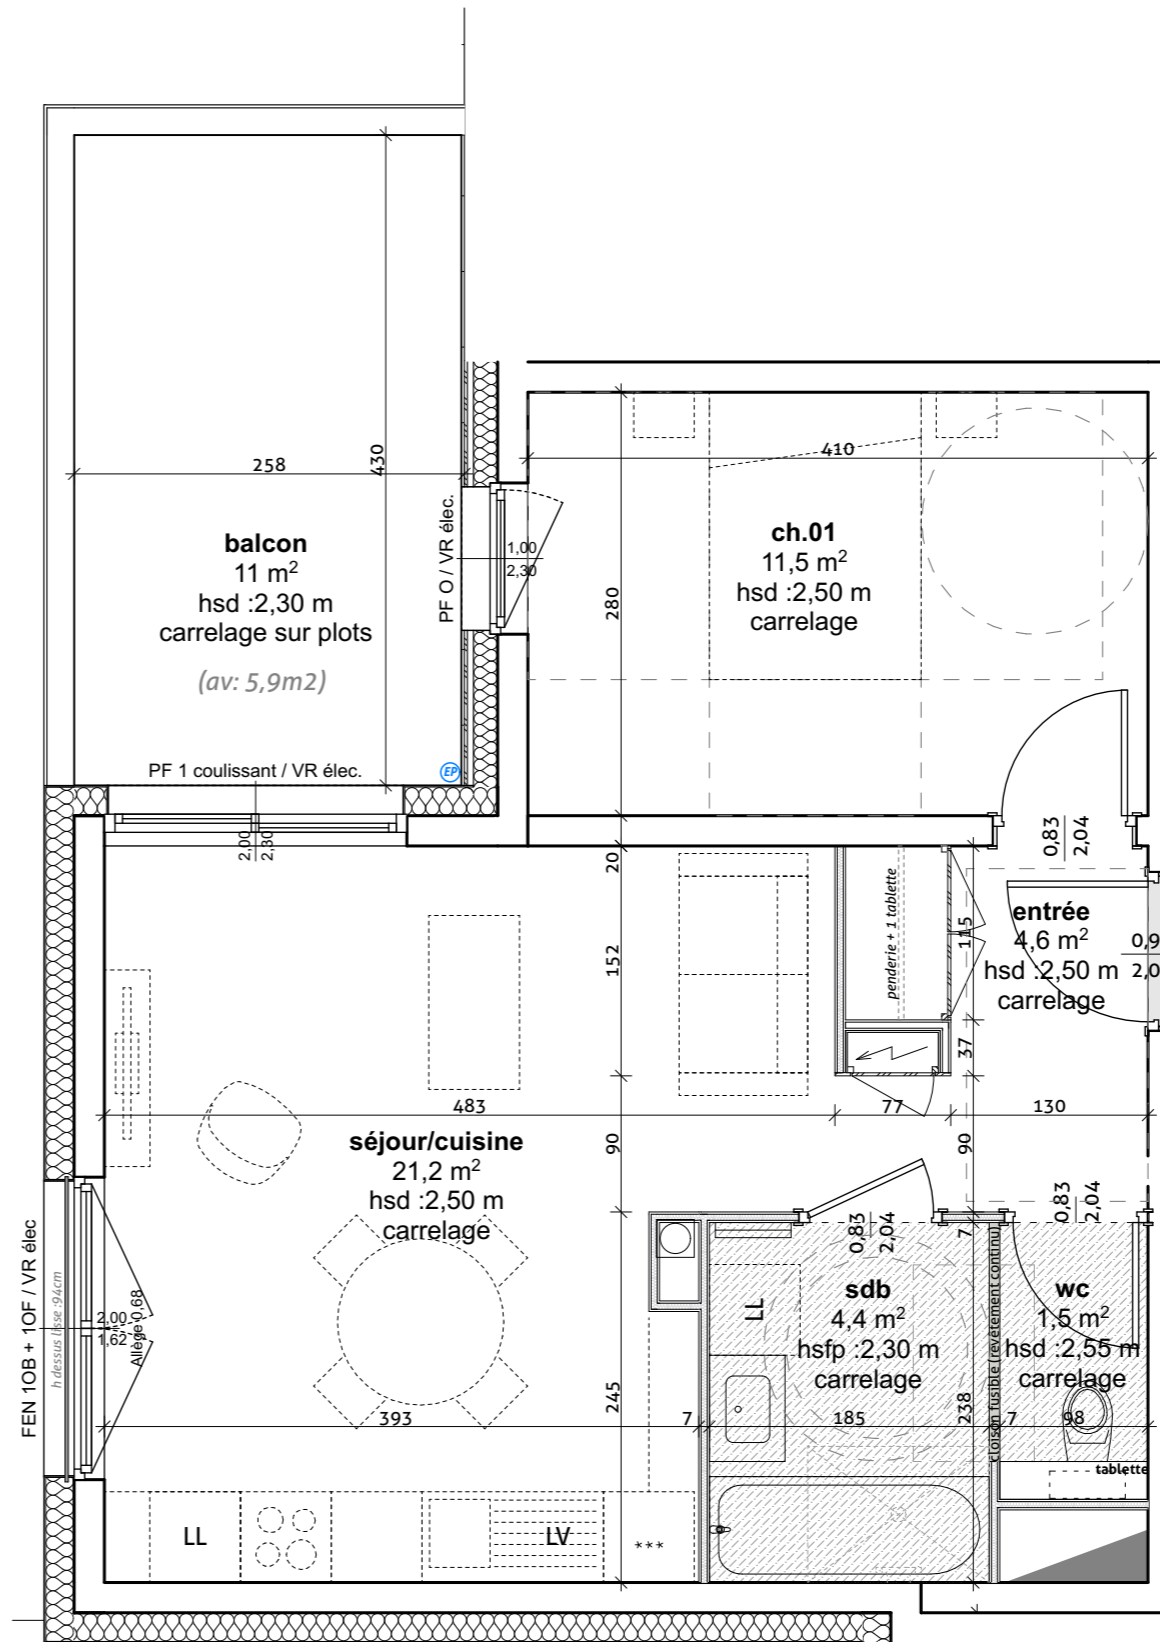 258
430
balcon
11 m²
hsd :2,30 m
carrelage sur plots
(av: 5,9m2)
PF 1 coulissant / VR élec.
EP
PF O / VR élec.
1,00
2,30
410
ch.01
11,5 m²
hsd :2,50 m
carrelage
280
2,00
2,30
20
152
penderie + 1 tablette
0,83
2,04
entrée
4,6 m²
hsd :2,50 m
carrelage
115
37
0,9
2,0
483
77
130
90
90
séjour/cuisine
21,2 m²
hsd :2,50 m
carrelage
FEN 1OB + 1OF / VR élec
h dessus lisse :94cm
2,00
1,62
Allège 0,68
0,83
2,04
7
0,83
2,04
sdb
4,4 m²
hsfp :2,30 m
carrelage
LL
cloison fusible (revêtement continu)
wc
1,5 m²
hsd :2,55 m
carrelage
245
238
393
7
185
7
98
tablette
LL
LV
***